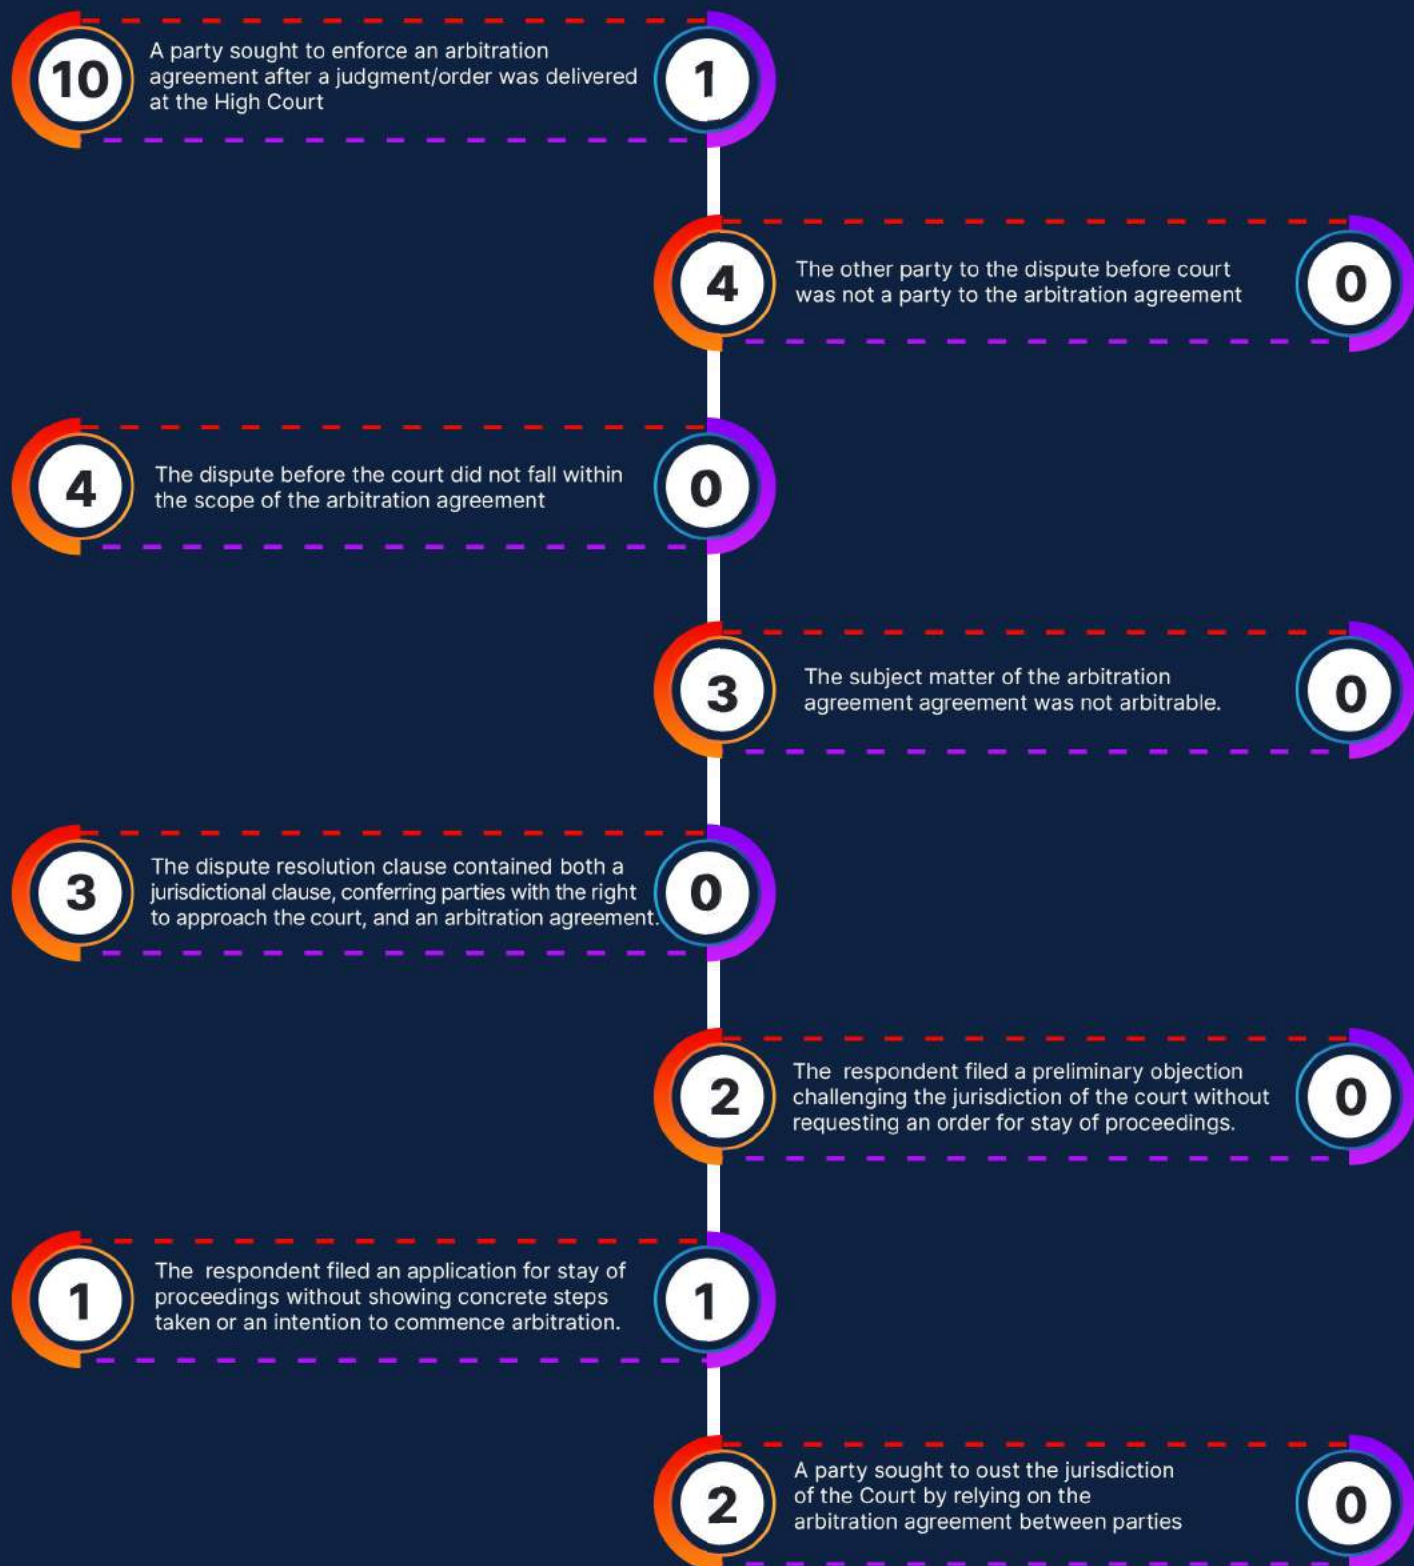 10
A party sought to enforce an arbitration
agreement after a judgment/order was delivered
at the High Court
1
4
The other party to the dispute before court
was not a party to the arbitration agreement
0
4
The dispute before the court did not fall within
the scope of the arbitration agreement
0
3
The subject matter of the arbitration
agreement agreement was not arbitrable.
0
3
The dispute resolution clause contained both a
jurisdictional clause, conferring parties with the right
to approach the court, and an arbitration agreement.
0
2
The respondent filed a preliminary objection
challenging the jurisdiction of the court without
requesting an order for stay of proceedings.
0
1
The respondent filed an application for stay of
proceedings without showing concrete steps
taken or an intention to commence arbitration.
1
2
A party sought to oust the jurisdiction
of the Court by relying on the
arbitration agreement between parties
0